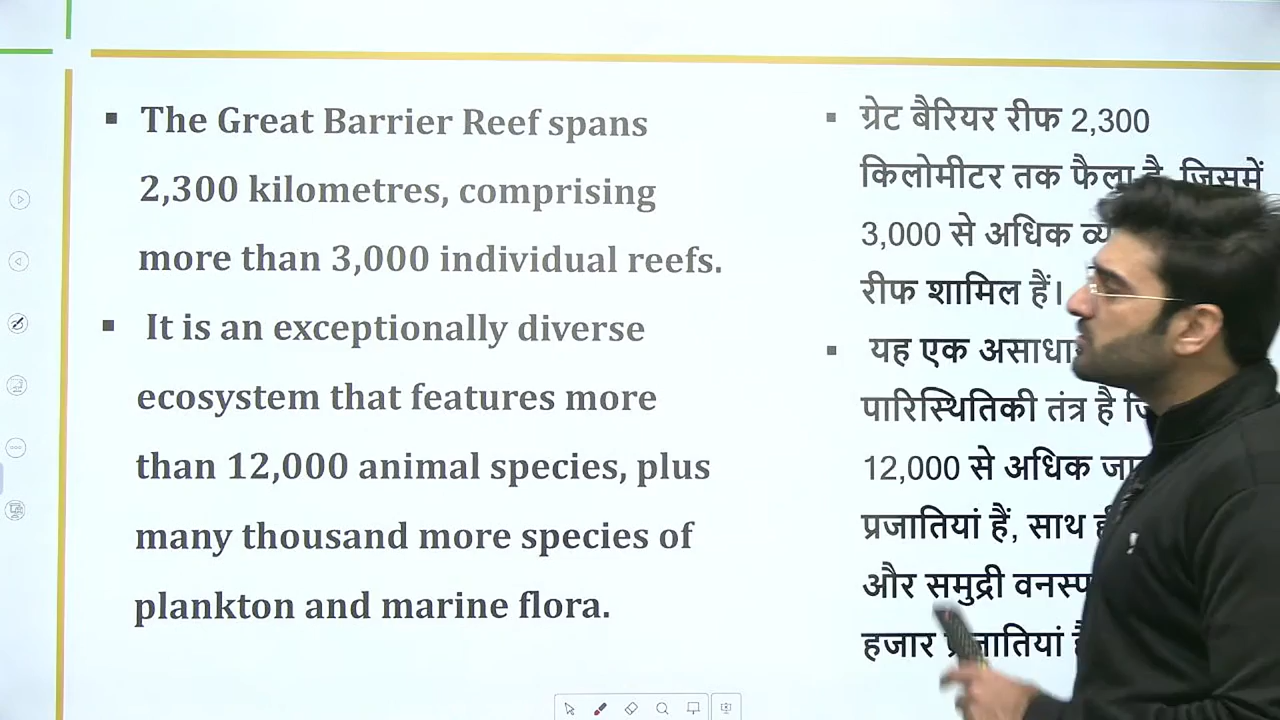 The Great Barrier Reef spans
2,300 kilometres, comprising
more than 3,000 individual reefs.
It is an exceptionally diverse
ecosystem that features more
than 12,000 animal species, plus
many thousand more species of
plankton and marine flora.
ग्रेट बैरियर रीफ 2,300
किलोमीटर तक फैला है, जिसमें
3,000 से अधिक
रीफ शामिल हैं।
यह एक
पारिस्थितिकी तंत्र है
12,000 से अधिक
प्रजातियां हैं, साथ
और समुद्री
हजार